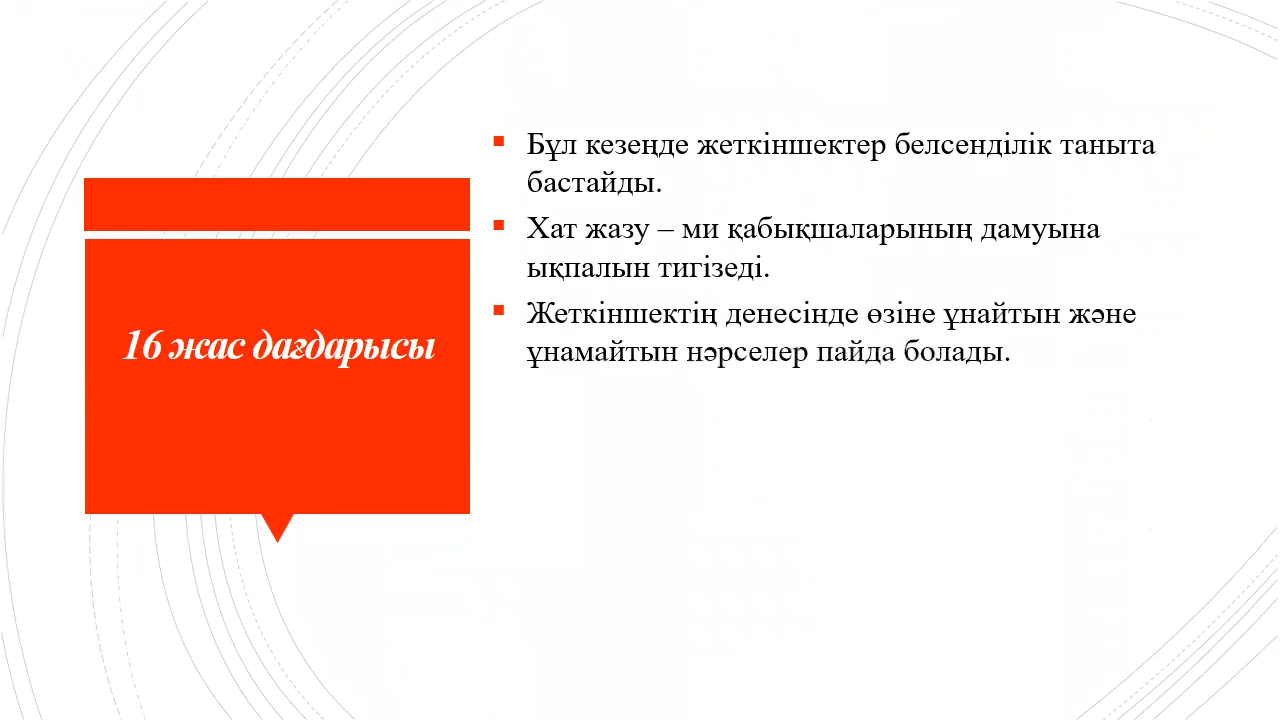 16 жас дағдарысы
Бұл кезеңде жеткіншектер белсенділік таныта
бастайды.
Хат жазу – ми қабықшаларының дамуына
ықпалын тигізеді.
Жеткіншектің денесінде өзіне ұнайтын және
ұнамайтын нәрселер пайда болады.